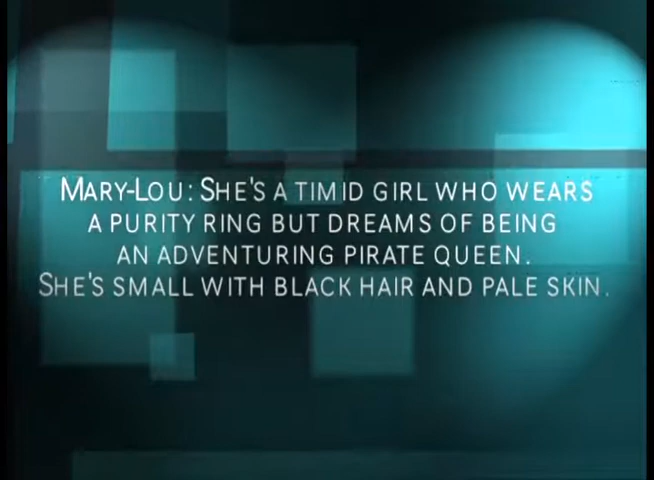 Mary-Lou: She's a timid girl who wears
a purity ring but dreams of being
an adventuring pirate queen.
She's small with black hair and pale skin.